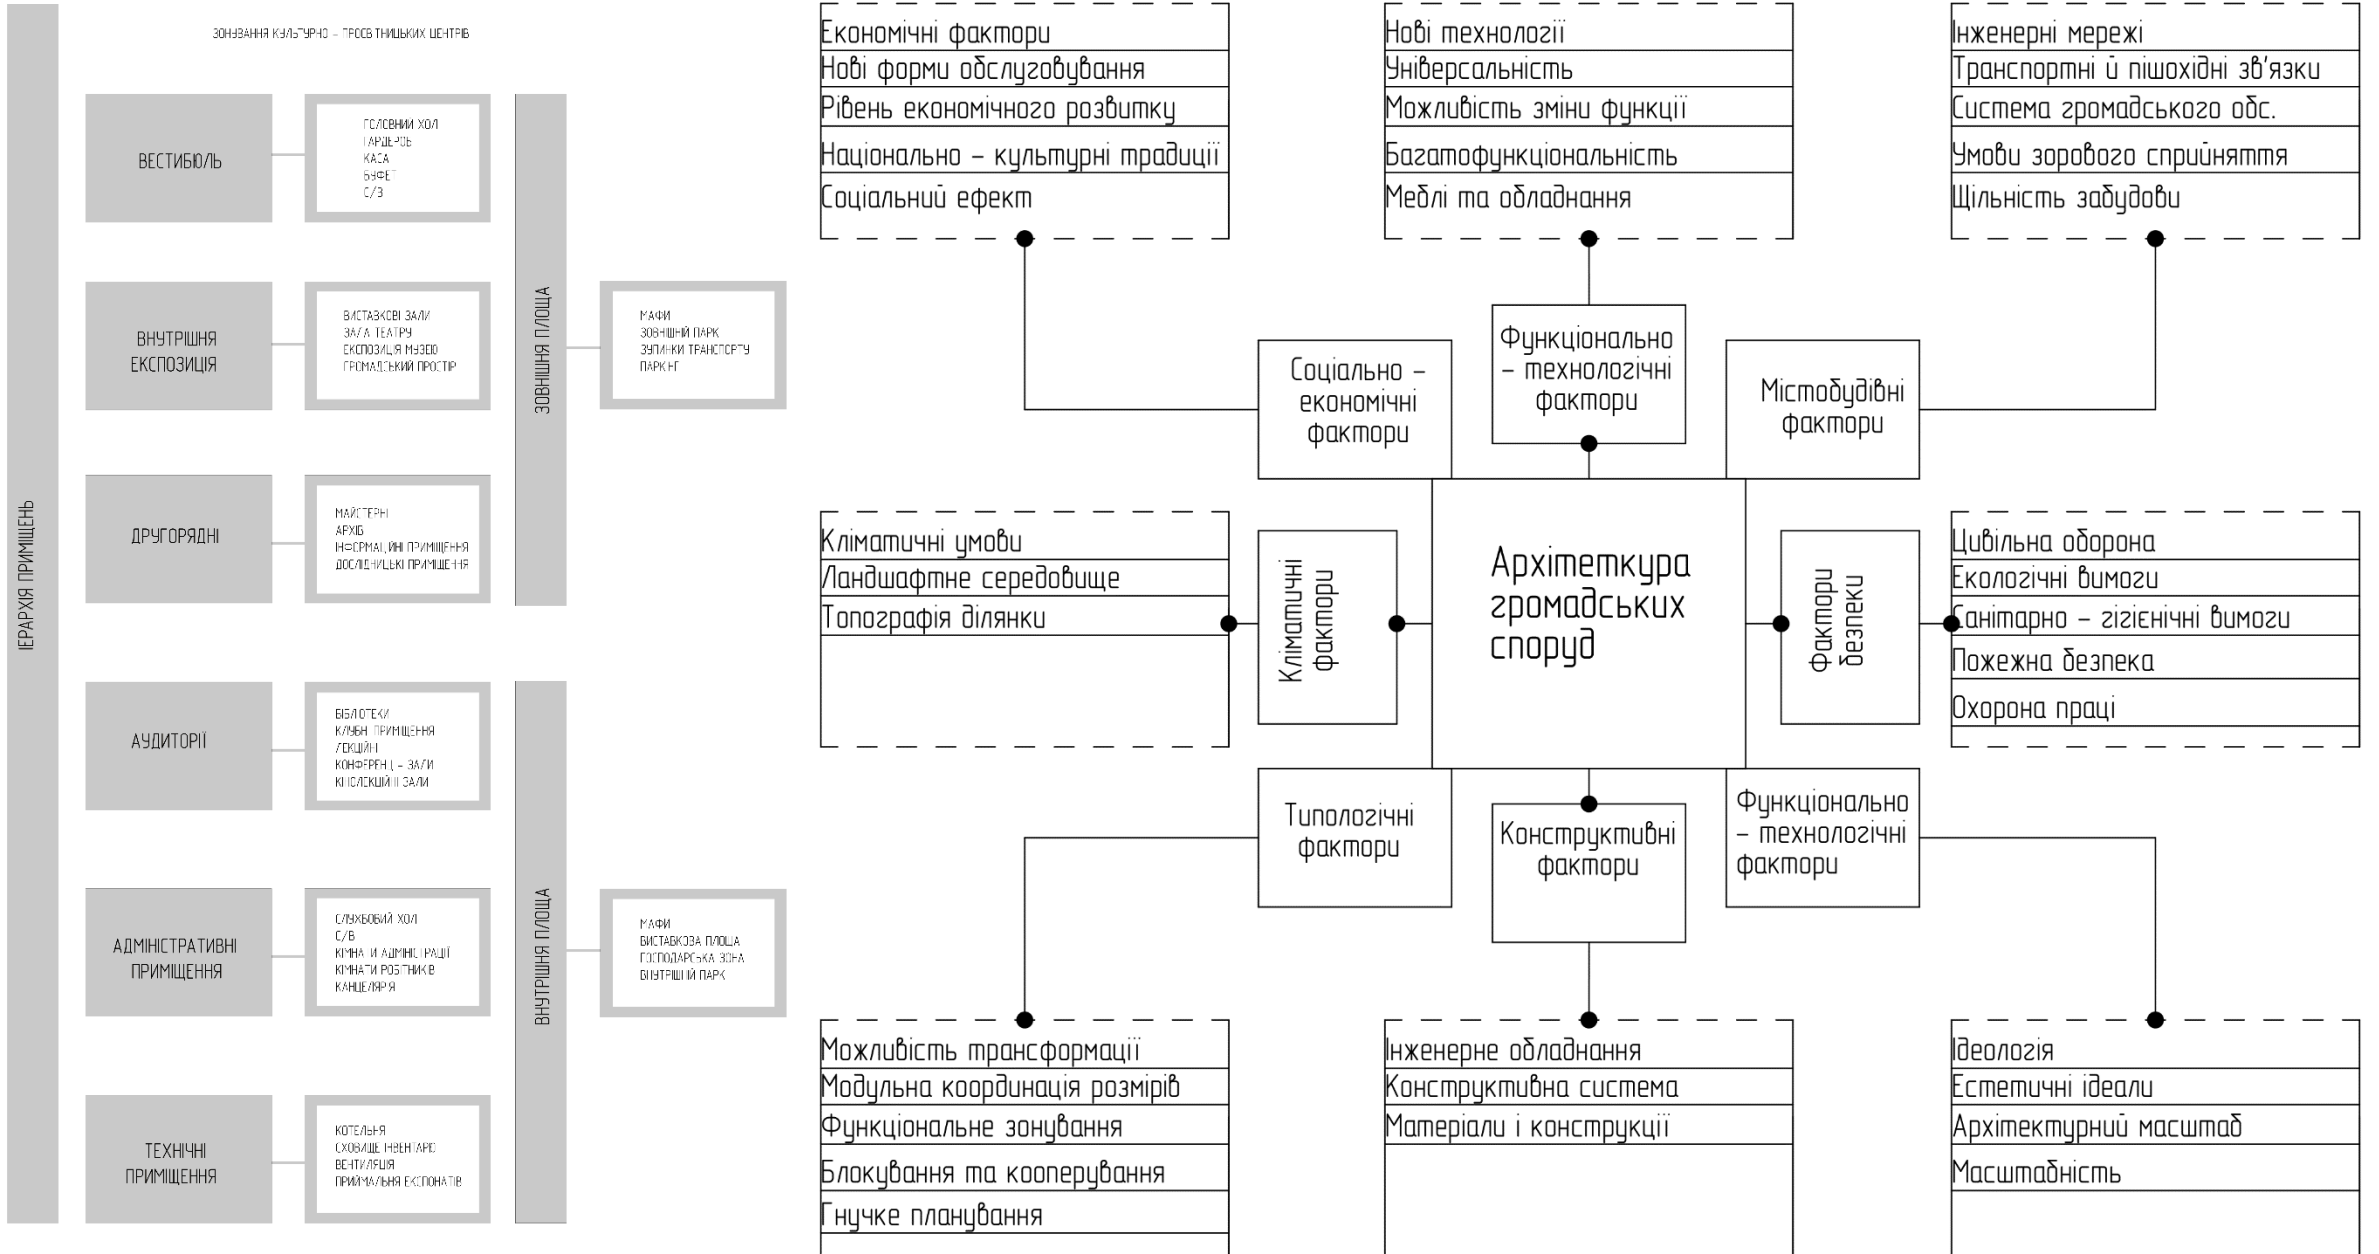 ЗОНУВАННЯ КУЛЬТУРНО – ПРОСВІТНИЦЬКИХ ЦЕНТРІВ
ІЄРАРХІЯ ПРИМІЩЕНЬ
ВЕСТИБЮЛЬ
ГОЛОВНИЙ ХОЛ
ГАРДЕРОБ
КАСА
БУФЕТ
С/В
ВНУТРІШНЯ
ЕКСПОЗИЦІЯ
ВИСТАВКОВІ ЗАЛИ
ЗАЛА ТЕАТРУ
ЕКСПОЗИЦІЯ МУЗЕЮ
ГРОМАДСЬКИЙ ПРОСТІР
ДРУГОРЯДНІ
МАЙСТЕРНІ
АРХІВ
ІНФОРМАЦІЙНІ ПРИМІЩЕННЯ
ДОСЛІДНИЦЬКІ ПРИМІЩЕННЯ
ЗОВНІШНЯ ПЛОЩА
МАФИ
ЗОВНІШНІЙ ПАРК
ЗУПИНКИ ТРАНСПОРТУ
ПАРКІНГ
АУДИТОРІЇ
БІБЛІОТЕКИ
КЛУБНІ ПРИМІЩЕННЯ
ЛЕКЦІЙНІ
КОНФЕРЕНЦ – ЗАЛИ
КІНОЛЕКЦІЙНІ ЗАЛИ
АДМІНІСТРАТИВНІ
ПРИМІЩЕННЯ
СЛУЖБОВИЙ ХОЛ
С/В
КІМНАТИ АДМІНІСТРАЦІЇ
КІМНАТИ РОБІТНИКІВ
КАНЦЕЛЯРІЯ
ТЕХНІЧНІ
ПРИМІЩЕННЯ
КОТЕЛЬНЯ
СХОВИЩЕ ІНВЕНТАРЮ
ВЕНТИЛЯЦІЯ
ПРИЙМАЛЬНЯ ЕКСПОНАТІВ
ВНУТРІШНЯ ПЛОЩА
МАФИ
ВИСТАВКОВА ПЛОЩА
ГОСПОДАРСЬКА ЗОНА
ВНУТРІШНІЙ ПАРК
Економічні фактори
Нові форми обслуговування
Рівень економічного розвитку
Національно – культурні традиції
Соціальний ефект
Нові технології
Універсальність
Можливість зміни функції
Багатофункціональність
Меблі та обладнання
Інженерні мережі
Транспортні й пішохідні зв'язки
Система громадського обс.
Умови зорового сприйняття
Щільність забудови
Соціально –
економічні
фактори
Функціонально
– технологічні
фактори
Містобудівні
фактори
Кліматичні умови
Ландшафтне середовище
Топографія ділянки
Кліматичні
фактори
Архітеткура
громадських
споруд
Фактори
безпеки
Цивільна оборона
Екологічні вимоги
Санітарно – гігієнічні вимоги
Пожежна безпека
Охорона праці
Типологічні
фактори
Конструктивні
фактори
Функціонально
– технологічні
фактори
Можливість трансформації
Модульна координація розмірів
Функціональне зонування
Блокування та кооперування
Гнучке планування
Інженерне обладнання
Конструктивна система
Матеріали і конструкції
Ідеологія
Естетичні ідеали
Архітектурний масштаб
Масштабність